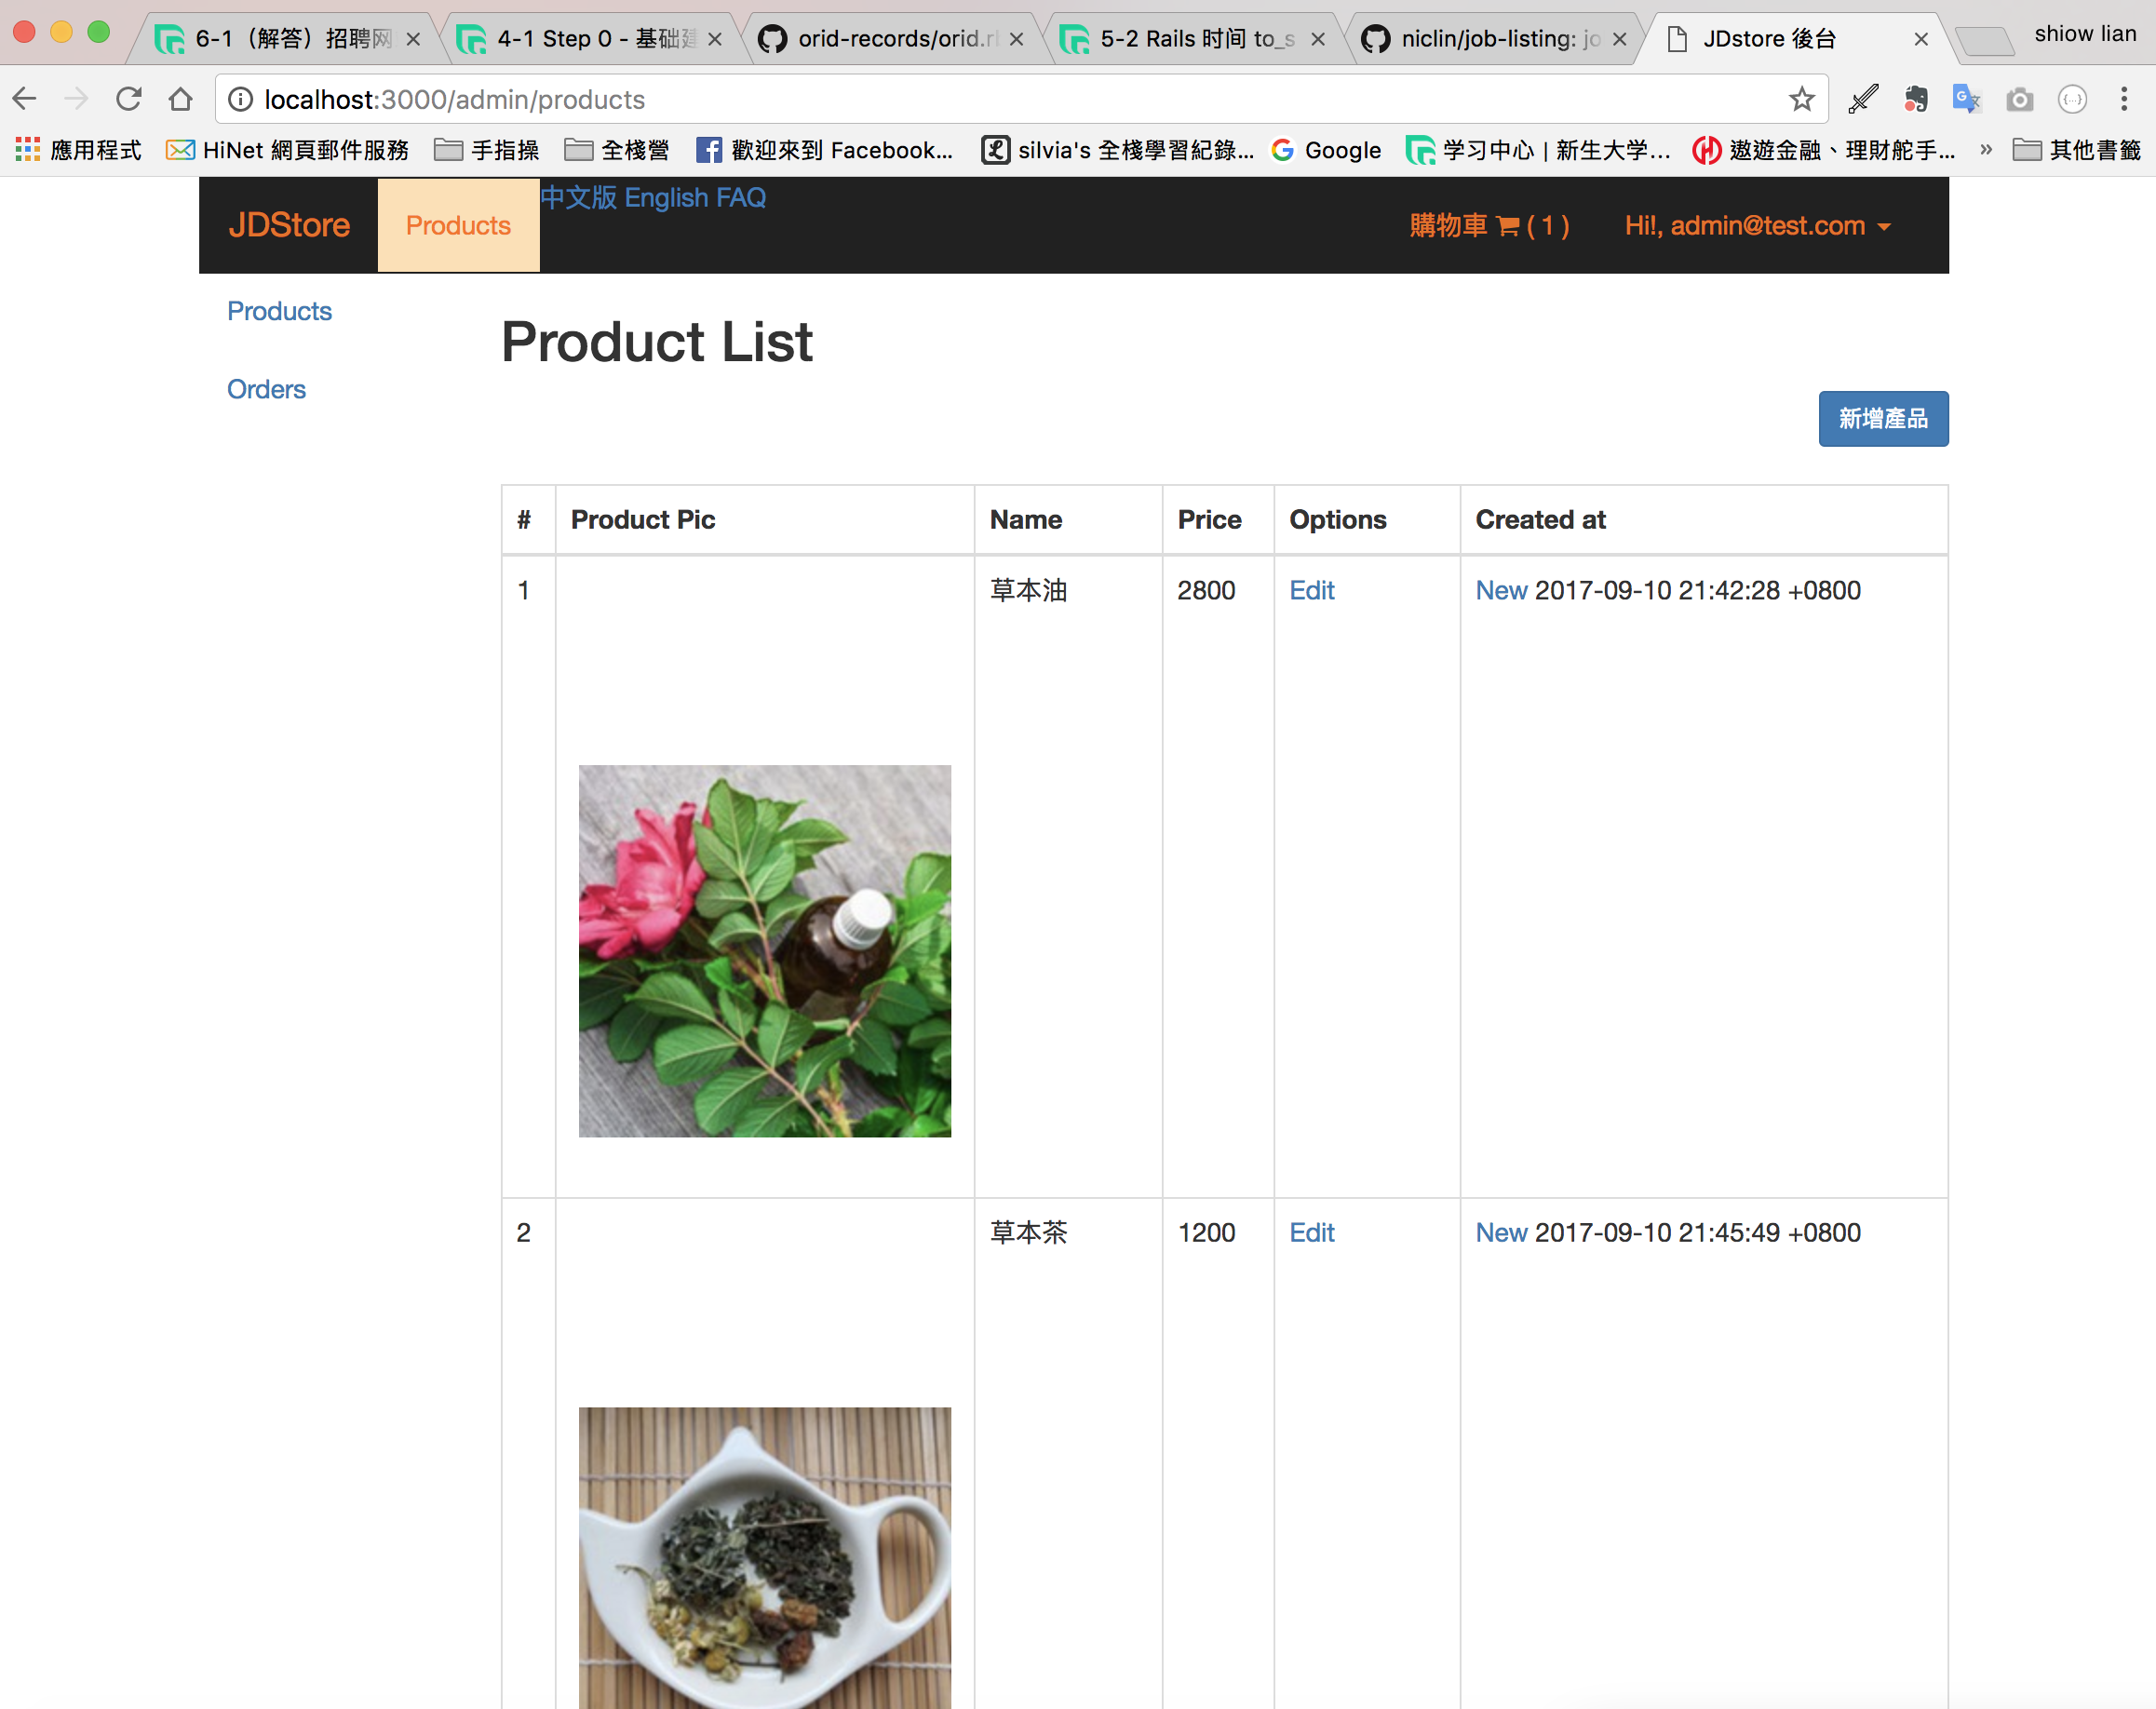 6-1（解答）招聘网
4-1 Step 0 - 基础建
orid-records/orid.rb
5-2 Rails 时间 to_s
niclin/job-listing: jo
JDstore 後台
shiow lian
localhost:3000/admin/products
應用程式
HiNet 網頁郵件服務
手指操
全棧營
歡迎來到 Facebook...
silvia's 全棧學習紀錄...
Google
学习中心 | 新生大学...
遨遊金融、理財舵手...
»
其他書籤
JDStore
Products
中文版 English FAQ
購物車 ( 1 )
Hi!, admin@test.com
Products
Orders
Product List
新增產品
# Product Pic Name Price Options Created at
1 草本油 2800 Edit New 2017-09-10 21:42:28 +0800
2 草本茶 1200 Edit New 2017-09-10 21:45:49 +0800